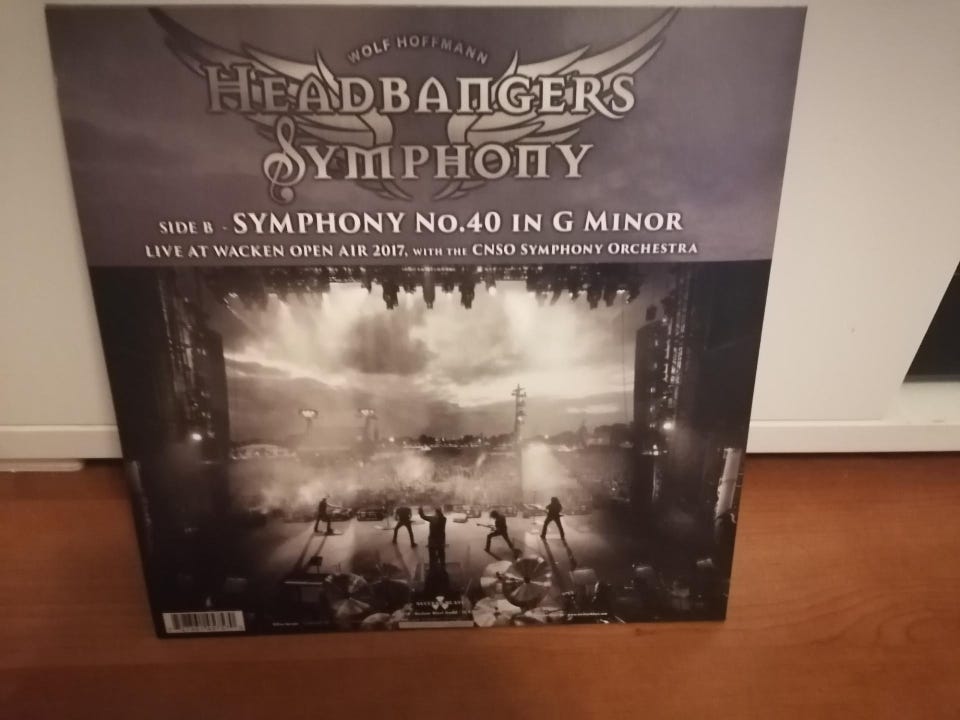 WOLF HOFFMANN
HEADBANGERS
SYMPHONY
SIDE B - SYMPHONY No.40 IN G MINOR
LIVE AT WACKEN OPEN AIR 2017, WITH THE CNSO SYMPHONY ORCHESTRA